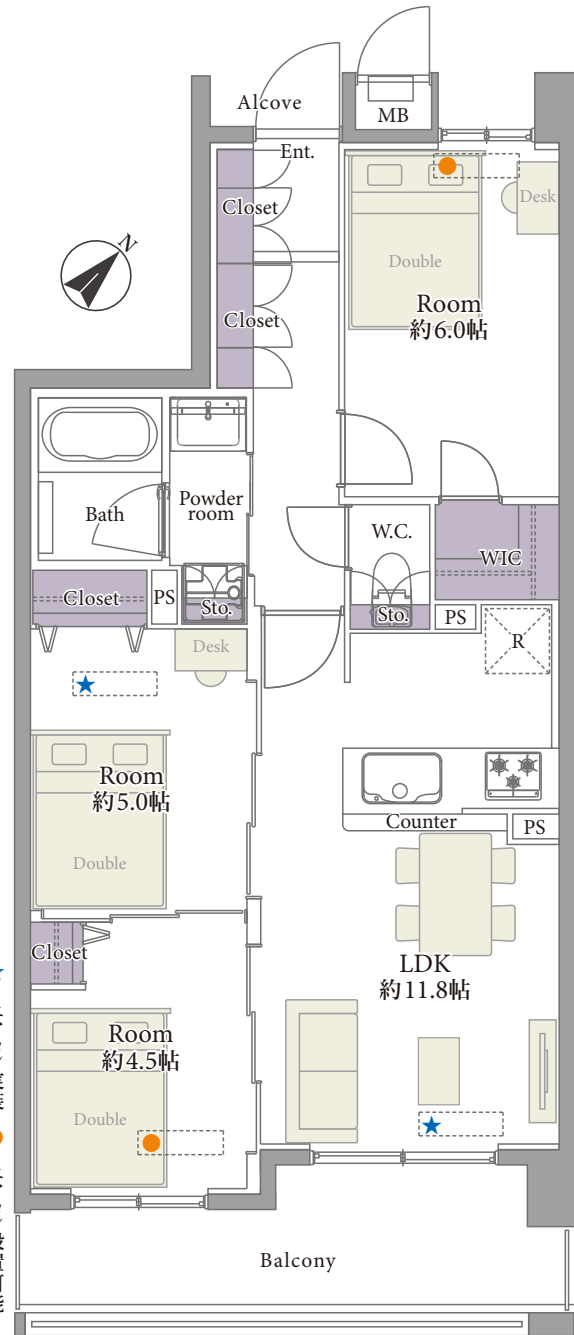 Alcove
MB
Ent.
N
Closet
Desk
Double
Room
約6.0帖
Closet
Bath
Powder
room
W.C.
WIC
Closet
PS
Sto.
Sto.
PS
R
Desk
Room
約5.0帖
Double
Counter
PS
Closet
LDK
約11.8帖
Room
約4.5帖
Double
Balcony